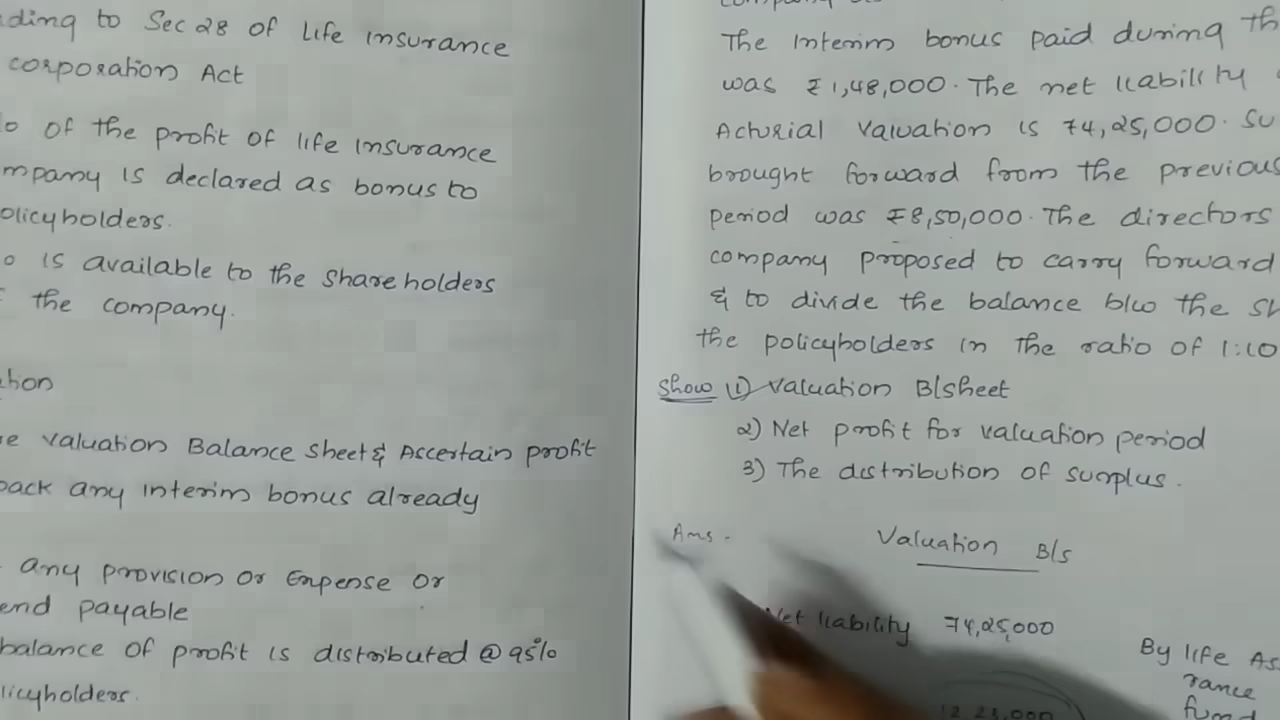 ding to Sec 28 of Life insurance
corporation Act
o of the profit of life insurance
mpany is declared as bonus to
olicyholders.
o is available to the shareholders
the company.
tion
e valuation Balance sheet & Ascertain profit
back any interim bonus already
any provision or Expense or
end payable
balance of profit is distributed @ 95%
licyholders.
The interim bonus paid during th
was ₹1,48,000. The net liability
Acturial valuation is 74,25,000. Su
brought forward from the previous
period was ₹8,50,000. The directors
company proposed to carry forward
& to divide the balance b/w the sh
the policyholders in the ratio of 1:10
Show (1) Valuation B/sheet
2) Net profit for valuation period
3) The distribution of surplus.
Ans.
Valuation B/s
Net liability 74,25,000
By life As
rance
fund